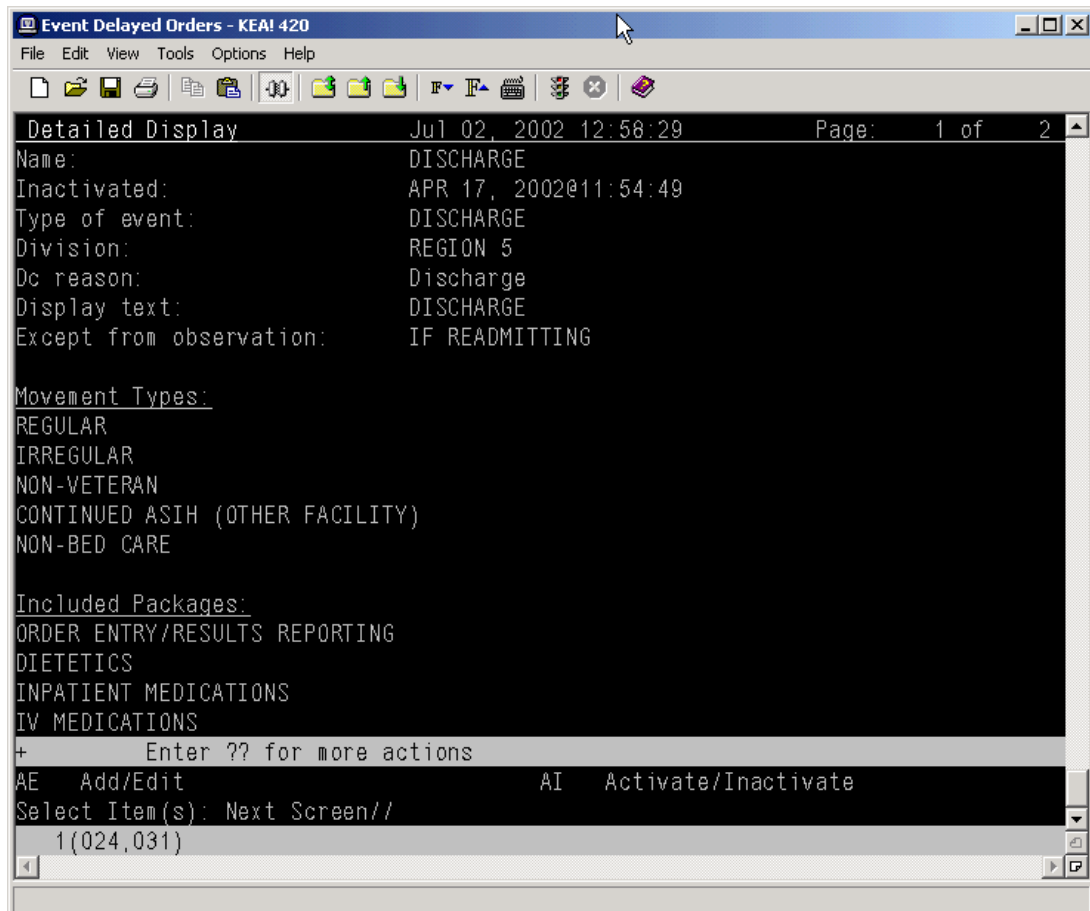 Event Delayed Orders - KEA! 420
File Edit View Tools Options Help
Detailed Display Jul 02, 2002 12:58:29 Page: 1 of 2
Name: DISCHARGE
Inactivated: APR 17, 2002@11:54:49
Type of event: DISCHARGE
Division: REGION 5
Dc reason: Discharge
Display text: DISCHARGE
Except from observation: IF READMITTING
Movement Types:
REGULAR
IRREGULAR
NON-VETERAN
CONTINUED ASIH (OTHER FACILITY)
NON-BED CARE
Included Packages:
ORDER ENTRY/RESULTS REPORTING
DIETETICS
INPATIENT MEDICATIONS
IV MEDICATIONS
+ Enter ?? for more actions
AE Add/Edit AI Activate/Inactivate
Select Item(s): Next Screen//
1(024,031)